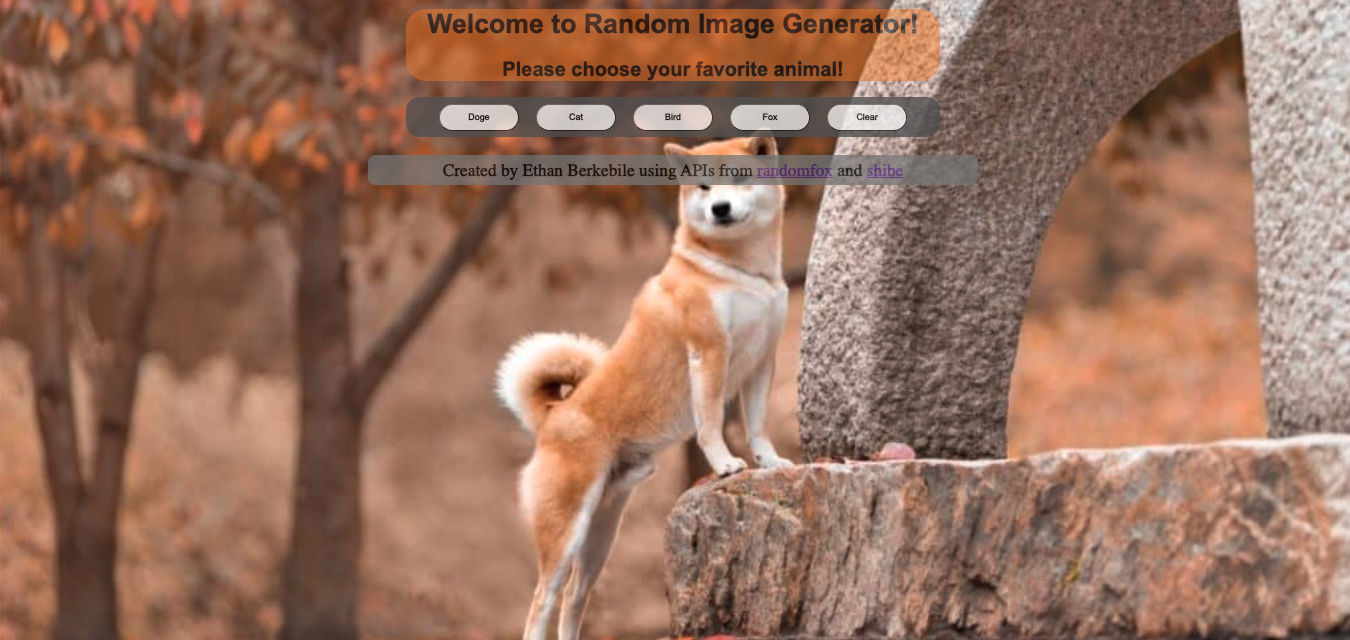 Welcome to Random Image Generator!
Please choose your favorite animal!
Doge Cat Bird Fox Clear
Created by Ethan Berkebile using APIs from randomfox and shibe